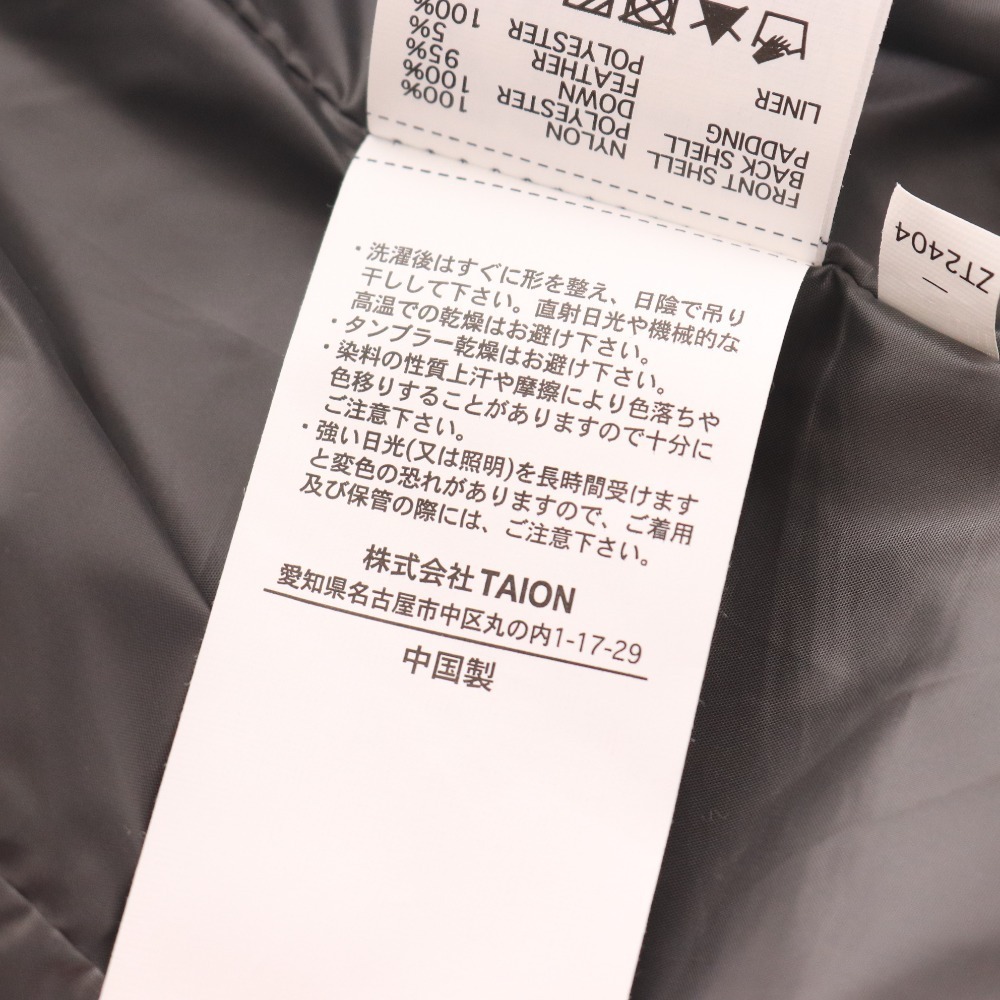 FRONT SHELL NYLON 100%
BACK SHELL POLYESTER 100%
PADDING DOWN 95%
FEATHER 5%
LINER POLYESTER 100%
・洗濯後はすぐに形を整え、日陰で吊り
干しして下さい。直射日光や機械的な
高温での乾燥はお避け下さい。
・タンブラー乾燥はお避け下さい。
・染料の性質上汗や摩擦により色落ちや
色移りすることがありますので十分に
ご注意下さい。
・強い日光(又は照明)を長時間受けます
と変色の恐れがありますので、ご着用
及び保管の際には、ご注意下さい。
株式会社 TAION
愛知県名古屋市中区丸の内1-17-29
中国製
ZT2404